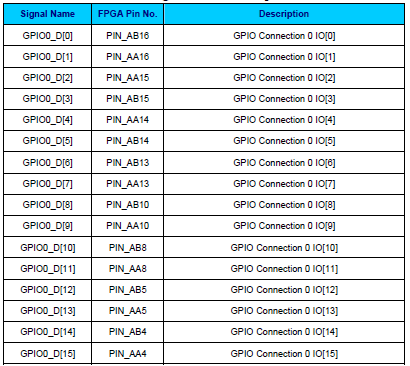 Signal Name FPGA Pin No. Description
GPIO0_D[0] PIN_AB16 GPIO Connection 0 IO[0]
GPIO0_D[1] PIN_AA16 GPIO Connection 0 IO[1]
GPIO0_D[2] PIN_AA15 GPIO Connection 0 IO[2]
GPIO0_D[3] PIN_AB15 GPIO Connection 0 IO[3]
GPIO0_D[4] PIN_AA14 GPIO Connection 0 IO[4]
GPIO0_D[5] PIN_AB14 GPIO Connection 0 IO[5]
GPIO0_D[6] PIN_AB13 GPIO Connection 0 IO[6]
GPIO0_D[7] PIN_AA13 GPIO Connection 0 IO[7]
GPIO0_D[8] PIN_AB10 GPIO Connection 0 IO[8]
GPIO0_D[9] PIN_AA10 GPIO Connection 0 IO[9]
GPIO0_D[10] PIN_AB8 GPIO Connection 0 IO[10]
GPIO0_D[11] PIN_AA8 GPIO Connection 0 IO[11]
GPIO0_D[12] PIN_AB5 GPIO Connection 0 IO[12]
GPIO0_D[13] PIN_AA5 GPIO Connection 0 IO[13]
GPIO0_D[14] PIN_AB4 GPIO Connection 0 IO[14]
GPIO0_D[15] PIN_AA4 GPIO Connection 0 IO[15]